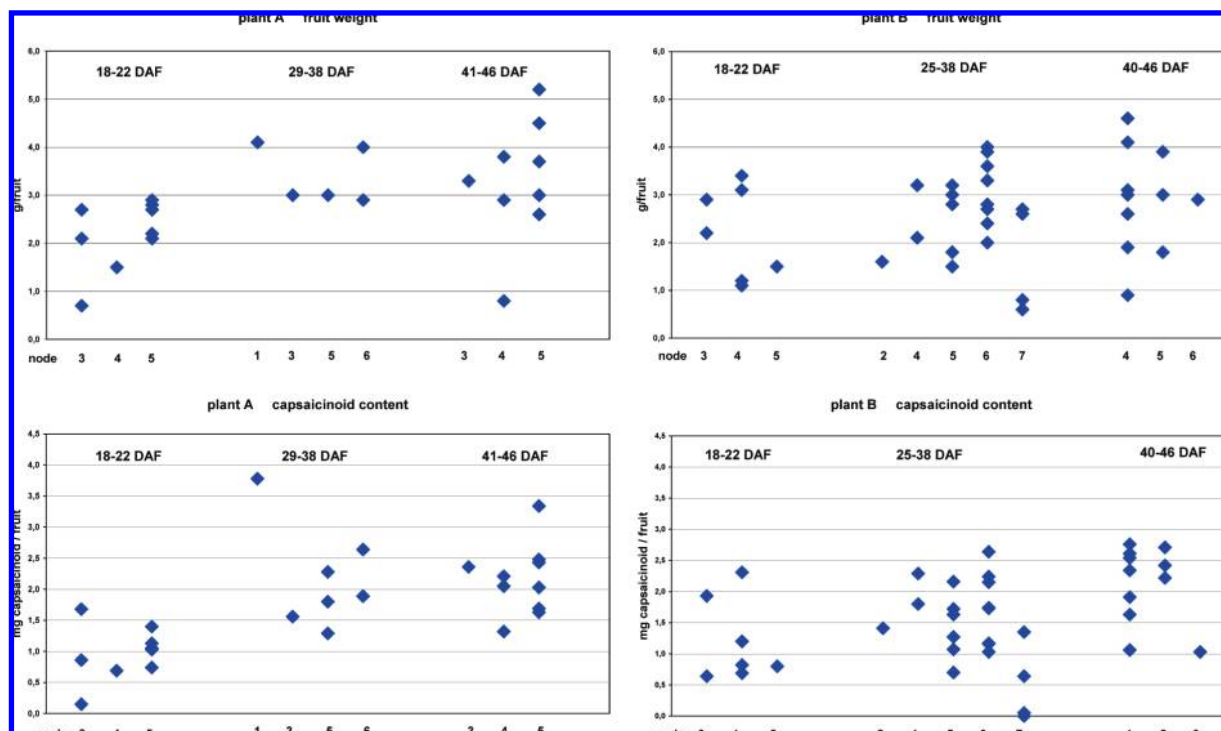 plant A fruit weight
6,0
18-22 DAF 29-38 DAF 41-46 DAF
5,0
4,0
g/fruit
3,0
2,0
1,0
0,0
node 3 4 5 1 3 5 6 3 4 5
plant B fruit weight
6,0
18-22 DAF 25-38 DAF 40-46 DAF
5,0
4,0
g/fruit
3,0
2,0
1,0
0,0
node 3 4 5 2 4 5 6 7 4 5 6
plant A capsaicinoid content
4,5
18-22 DAF 29-38 DAF 41-46 DAF
4,0
3,5
3,0
mg capsaicinoid / fruit
2,5
2,0
1,5
1,0
0,5
0,0
plant B capsaicinoid content
4,5
18-22 DAF 25-38 DAF 40-46 DAF
4,0
3,5
3,0
mg capsaicinoid / fruit
2,5
2,0
1,5
1,0
0,5
0,0